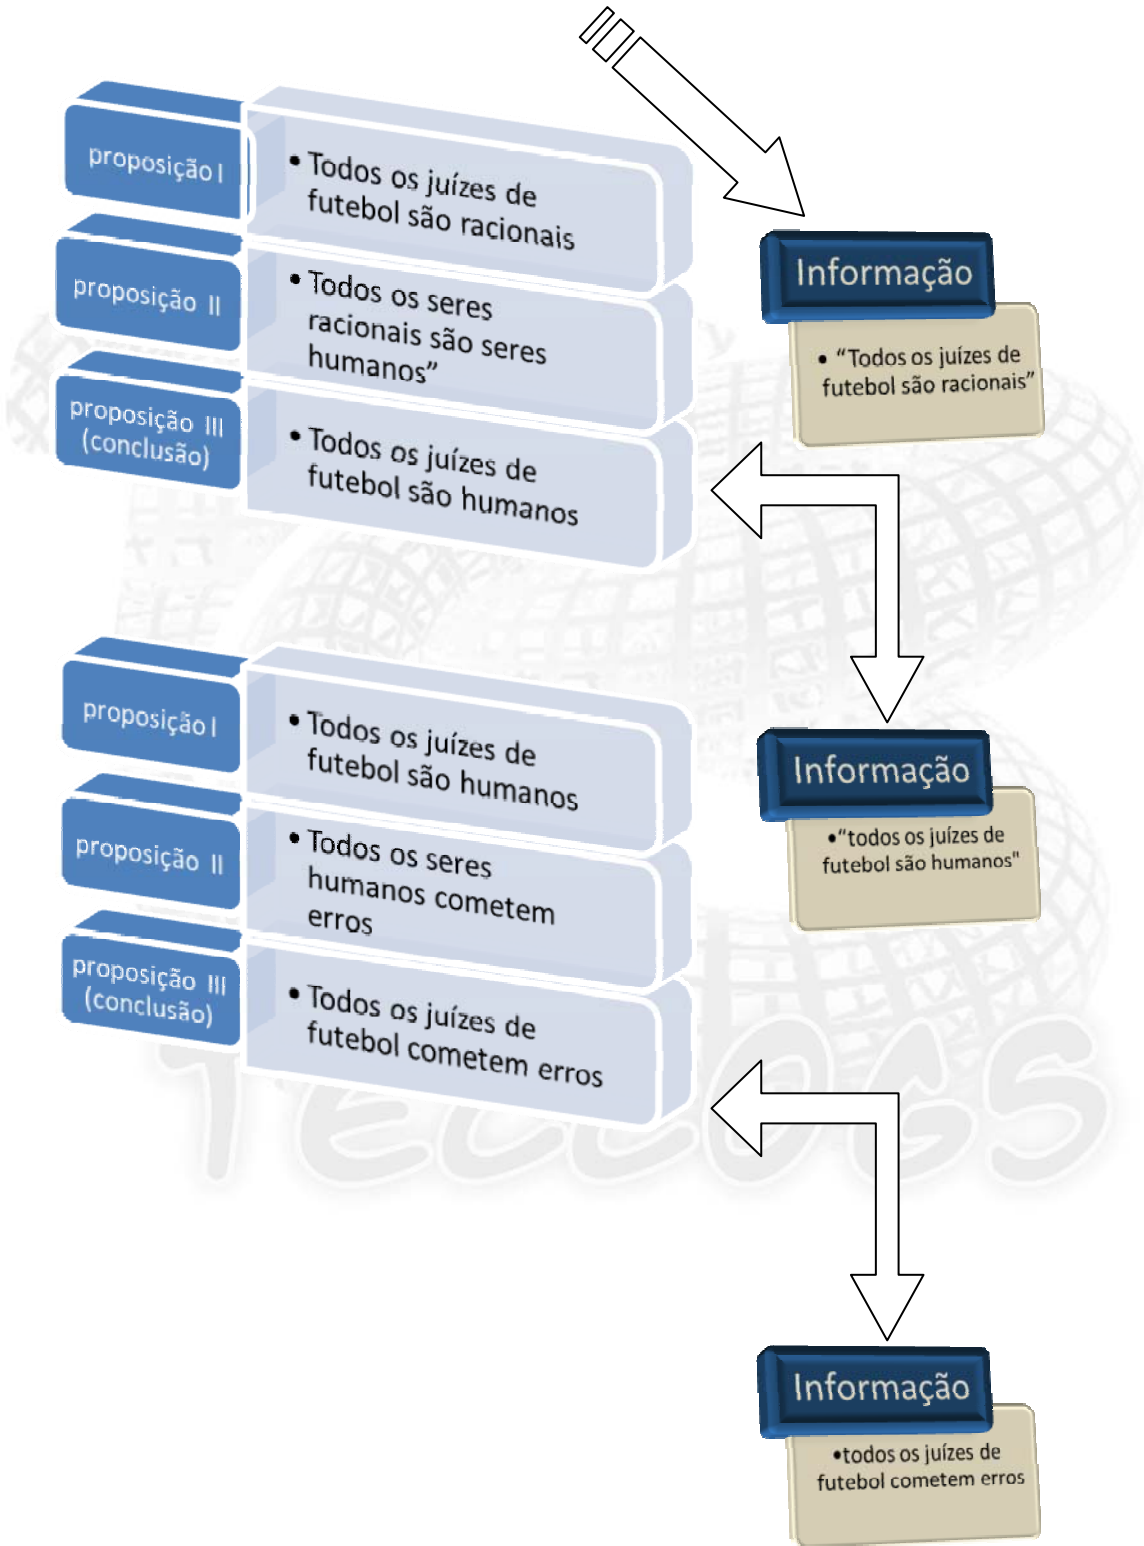 proposição I
• Todos os juízes de
futebol são racionais
proposição II
• Todos os seres
racionais são seres
humanos”
proposição III
(conclusão)
• Todos os juízes de
futebol são humanos
Informação
• “Todos os juízes de
futebol são racionais”
proposição I
• Todos os juízes de
futebol são humanos
proposição II
• Todos os seres
humanos cometem
erros
proposição III
(conclusão)
• Todos os juízes de
futebol cometem erros
Informação
•“todos os juízes de
futebol são humanos"
TECCOGS
Informação
•todos os juízes de
futebol cometem erros